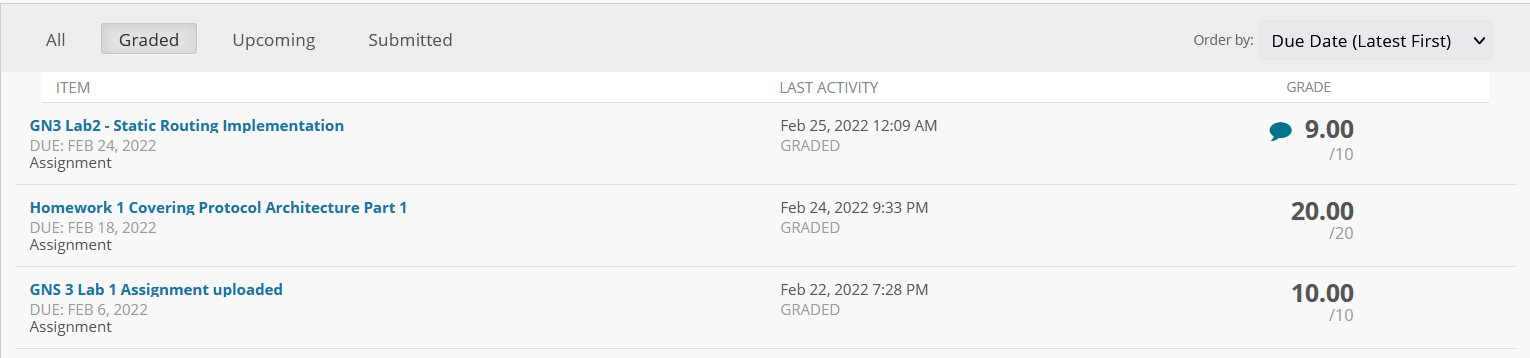 All Graded Upcoming Submitted Order by: Due Date (Latest First)
ITEM LAST ACTIVITY GRADE
GN3 Lab2 - Static Routing Implementation Feb 25, 2022 12:09 AM 9.00
DUE: FEB 24, 2022 GRADED /10
Assignment
Homework 1 Covering Protocol Architecture Part 1 Feb 24, 2022 9:33 PM 20.00
DUE: FEB 18, 2022 GRADED /20
Assignment
GNS 3 Lab 1 Assignment uploaded Feb 22, 2022 7:28 PM 10.00
DUE: FEB 6, 2022 GRADED /10
Assignment